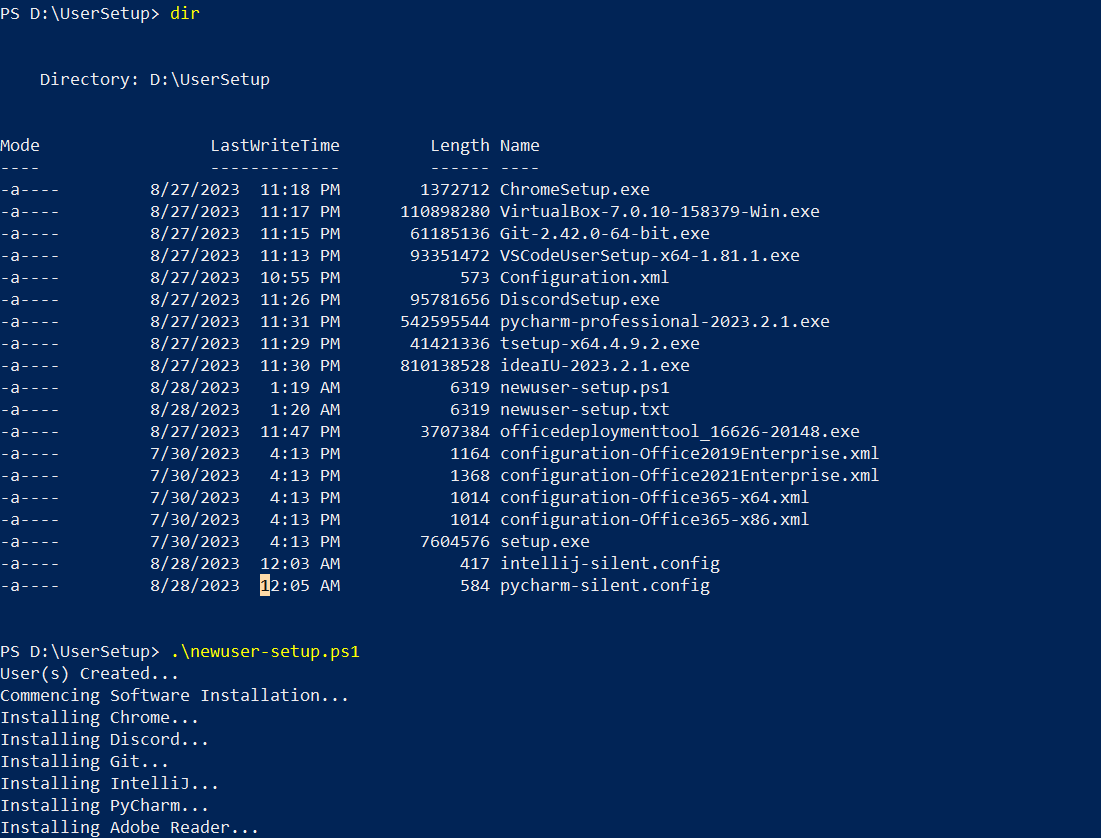 PS D:\UserSetup> dir
Directory: D:\UserSetup
Mode                 LastWriteTime         Length Name
----                 -------------         ------ ----
-a----         8/27/2023  11:18 PM        1372712 ChromeSetup.exe
-a----         8/27/2023  11:17 PM      110898280 VirtualBox-7.0.10-158379-Win.exe
-a----         8/27/2023  11:15 PM       61185136 Git-2.42.0-64-bit.exe
-a----         8/27/2023  11:13 PM       93351472 VSCodeUserSetup-x64-1.81.1.exe
-a----         8/27/2023  10:55 PM            573 Configuration.xml
-a----         8/27/2023  11:26 PM       95781656 DiscordSetup.exe
-a----         8/27/2023  11:31 PM      542595544 pycharm-professional-2023.2.1.exe
-a----         8/27/2023  11:29 PM       41421336 tsetup-x64.4.9.2.exe
-a----         8/27/2023  11:30 PM      810138528 ideaIU-2023.2.1.exe
-a----         8/28/2023   1:19 AM           6319 newuser-setup.ps1
-a----         8/28/2023   1:20 AM           6319 newuser-setup.txt
-a----         8/27/2023  11:47 PM        3707384 officedeploymenttool_16626-20148.exe
-a----         7/30/2023   4:13 PM           1164 configuration-Office2019Enterprise.xml
-a----         7/30/2023   4:13 PM           1368 configuration-Office2021Enterprise.xml
-a----         7/30/2023   4:13 PM           1014 configuration-Office365-x64.xml
-a----         7/30/2023   4:13 PM           1014 configuration-Office365-x86.xml
-a----         7/30/2023   4:13 PM        7604576 setup.exe
-a----         8/28/2023  12:03 AM            417 intellij-silent.config
-a----         8/28/2023  12:05 AM            584 pycharm-silent.config
PS D:\UserSetup> .\newuser-setup.ps1
User(s) Created...
Commencing Software Installation...
Installing Chrome...
Installing Discord...
Installing Git...
Installing IntelliJ...
Installing PyCharm...
Installing Adobe Reader...